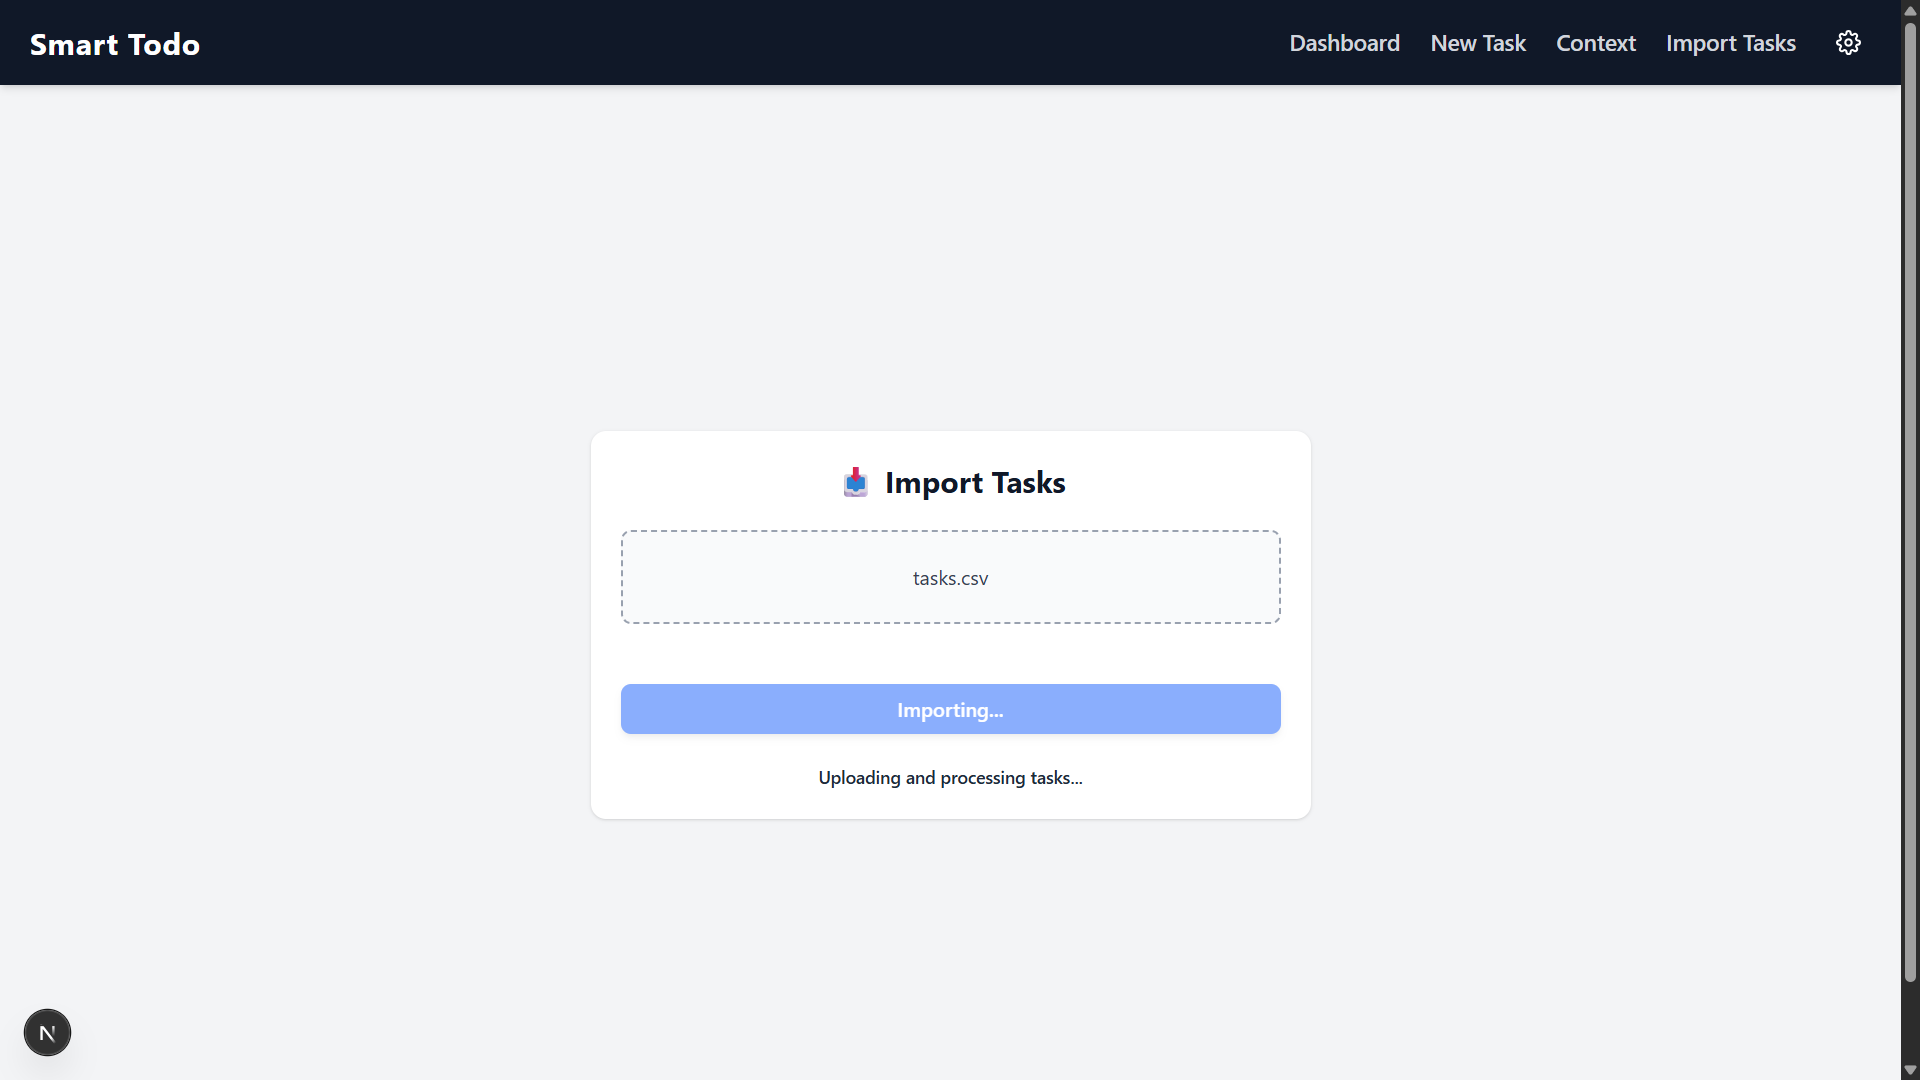 Smart Todo
Dashboard
New Task
Context
Import Tasks
Import Tasks
tasks.csv
Importing...
Uploading and processing tasks...
N